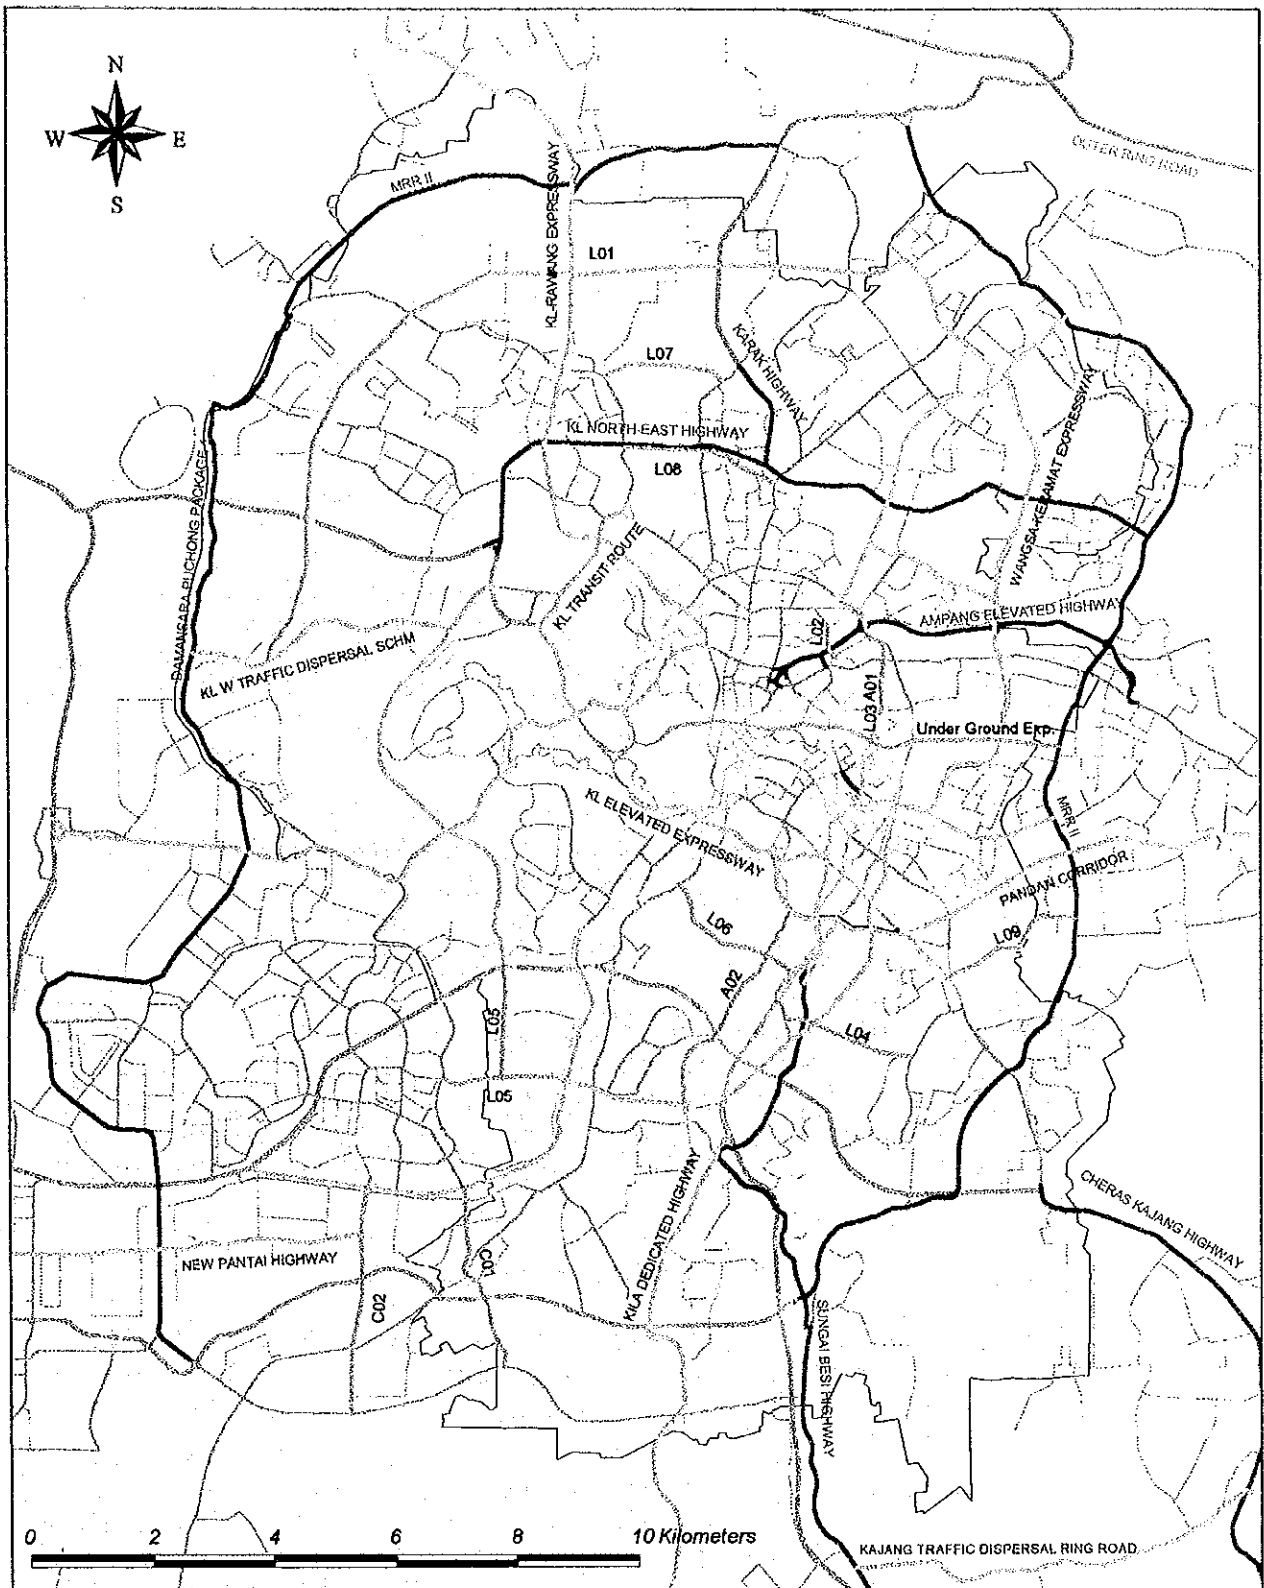 N
W E
S
OUTER RING ROAD
MRR II
KL-RAWANG EXPRESSWAY
L01
KARAK HIGHWAY
L07
WANGSA-KERAMAT EXPRESSWAY
KL NORTH-EAST HIGHWAY
L08
DAMANSARA PUCHONG PACKAGE
KL TRANSIT ROUTE
AMPANG ELEVATED HIGHWAY
L02
KL W TRAFFIC DISPERSAL SCHM
L03 A01
Under Ground Exp.
KL ELEVATED EXPRESSWAY
MRR II
PANDAN CORRIDOR
L06
L09
A02
L05
L04
L05
CHERAS KAJANG HIGHWAY
KILA DEDICATED HIGHWAY
NEW PANTAI HIGHWAY
C01
C02
SUNGAI BESI HIGHWAY
0 2 4 6 8 10 Kilometers
KAJANG TRAFFIC DISPERSAL RING ROAD